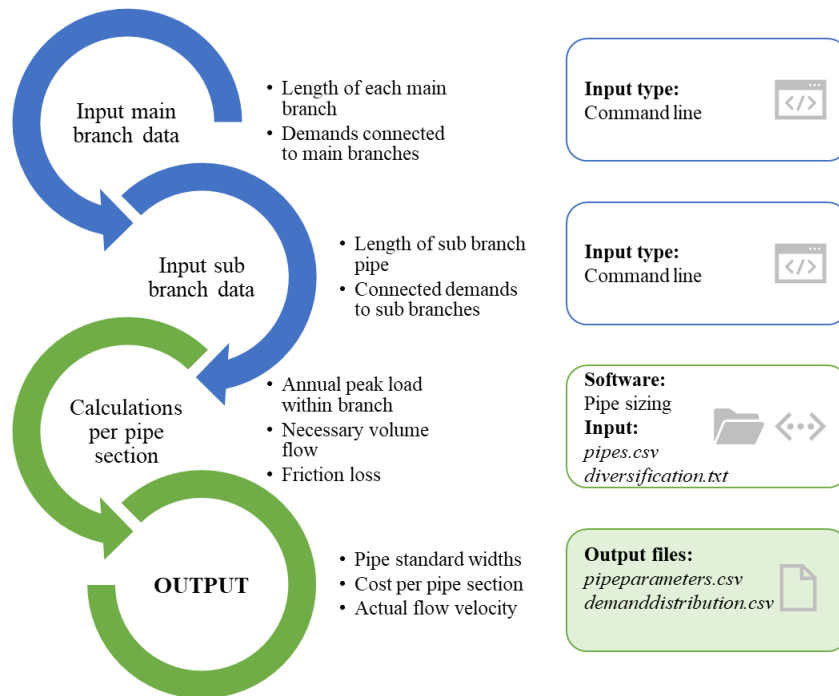 Input main
branch data
• Length of each main
branch
• Demands connected
to main branches
Input type:
Command line
</>
Input sub
branch data
• Length of sub branch
pipe
• Connected demands
to sub branches
Input type:
Command line
</>
Calculations
per pipe
section
• Annual peak load
within branch
• Necessary volume
flow
• Friction loss
Software:
Pipe sizing
Input:
pipes.csv
diversification.txt
OUTPUT
• Pipe standard widths
• Cost per pipe section
• Actual flow velocity
Output files:
pipeparameters.csv
demanddistribution.csv